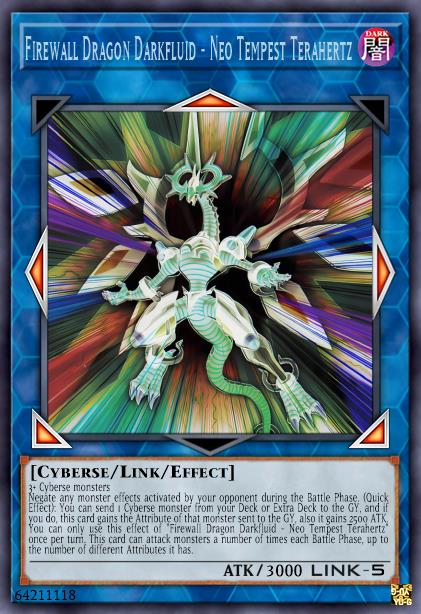 Firewall Dragon Darkfluid - Neo Tempest Terahertz
DARK
闇
[Cyberse/Link/Effect]
3+ Cyberse monsters
Negate any monster effects activated by your opponent during the Battle Phase. (Quick
Effect): You can send 1 Cyberse monster from your Deck or Extra Deck to the GY, and if
you do, this card gains the Attribute of that monster sent to the GY, also it gains 2500 ATK.
You can only use this effect of "Firewall Dragon Darkfluid - Neo Tempest Terahertz"
once per turn. This card can attack monsters a number of times each Battle Phase, up to
the number of different Attributes it has.
ATK/3000 LINK-5
64211118